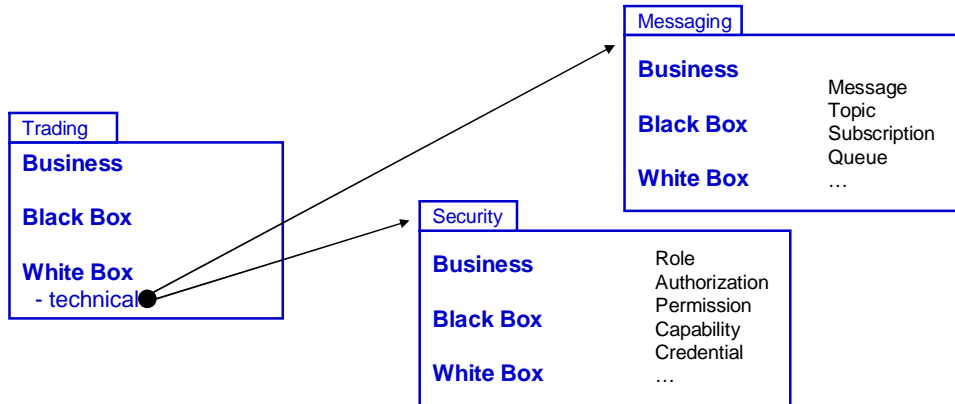 Messaging
Business
Black Box
White Box
Message
Topic
Subscription
Queue
…
Trading
Business
Black Box
White Box
- technical
Security
Business
Black Box
White Box
Role
Authorization
Permission
Capability
Credential
…